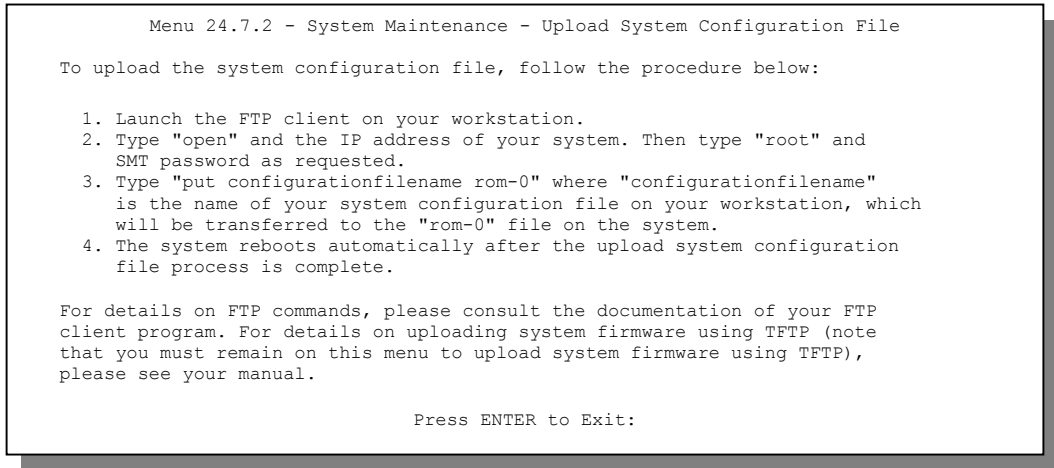 Menu 24.7.2 - System Maintenance - Upload System Configuration File
To upload the system configuration file, follow the procedure below:
1. Launch the FTP client on your workstation.
2. Type "open" and the IP address of your system. Then type "root" and
SMT password as requested.
3. Type "put configurationfilename rom-0" where "configurationfilename"
is the name of your system configuration file on your workstation, which
will be transferred to the "rom-0" file on the system.
4. The system reboots automatically after the upload system configuration
file process is complete.
For details on FTP commands, please consult the documentation of your FTP
client program. For details on uploading system firmware using TFTP (note
that you must remain on this menu to upload system firmware using TFTP),
please see your manual.
Press ENTER to Exit: